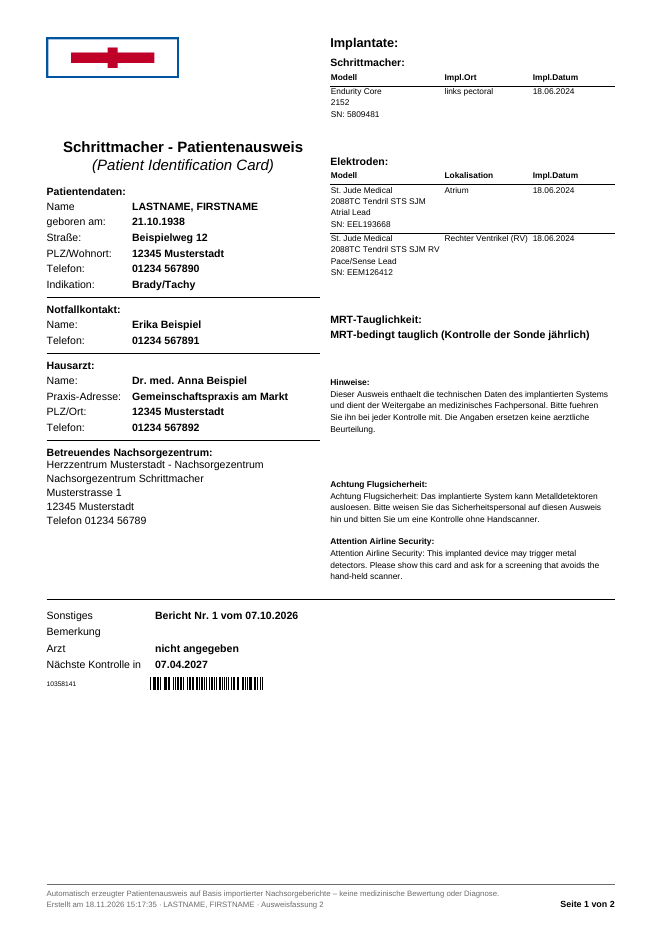 Schrittmacher - Patientenausweis
(Patient Identification Card)
Patientendaten:
Name LASTNAME, FIRSTNAME
geboren am: 21.10.1938
Straße: Beispielweg 12
PLZ/Wohnort: 12345 Musterstadt
Telefon: 01234 567890
Indikation: Brady/Tachy
Notfallkontakt:
Name: Erika Beispiel
Telefon: 01234 567891
Hausarzt:
Name: Dr. med. Anna Beispiel
Praxis-Adresse: Gemeinschaftspraxis am Markt
PLZ/Ort: 12345 Musterstadt
Telefon: 01234 567892
Betreuendes Nachsorgezentrum:
Herzzentrum Musterstadt - Nachsorgezentrum
Nachsorgezentrum Schrittmacher
Musterstrasse 1
12345 Musterstadt
Telefon 01234 56789
Implantate:
Schrittmacher:
Modell Impl.Ort Impl.Datum
Endurity Core links pectoral 18.06.2024
2152
SN: 5809481
Elektroden:
Modell Lokalisation Impl.Datum
St. Jude Medical Atrium 18.06.2024
2088TC Tendril STS SJM
Atrial Lead
SN: EEL193668
St. Jude Medical Rechter Ventrikel (RV) 18.06.2024
2088TC Tendril STS SJM RV
Pace/Sense Lead
SN: EEM126412
MRT-Tauglichkeit:
MRT-bedingt tauglich (Kontrolle der Sonde jährlich)
Hinweise:
Dieser Ausweis enthaelt die technischen Daten des implantierten Systems
und dient der Weitergabe an medizinisches Fachpersonal. Bitte fuehren
Sie ihn bei jeder Kontrolle mit. Die Angaben ersetzen keine aerztliche
Beurteilung.
Achtung Flugsicherheit:
Achtung Flugsicherheit: Das implantierte System kann Metalldetektoren
ausloesen. Bitte weisen Sie das Sicherheitspersonal auf diesen Ausweis
hin und bitten Sie um eine Kontrolle ohne Handscanner.
Attention Airline Security:
Attention Airline Security: This implanted device may trigger metal
detectors. Please show this card and ask for a screening that avoids the
hand-held scanner.
Sonstiges Bericht Nr. 1 vom 07.10.2026
Bemerkung
Arzt nicht angegeben
Nächste Kontrolle in 07.04.2027
10358141
Automatisch erzeugter Patientenausweis auf Basis importierter Nachsorgeberichte – keine medizinische Bewertung oder Diagnose.
Erstellt am 18.11.2026 15:17:35 · LASTNAME, FIRSTNAME · Ausweisfassung 2 Seite 1 von 2